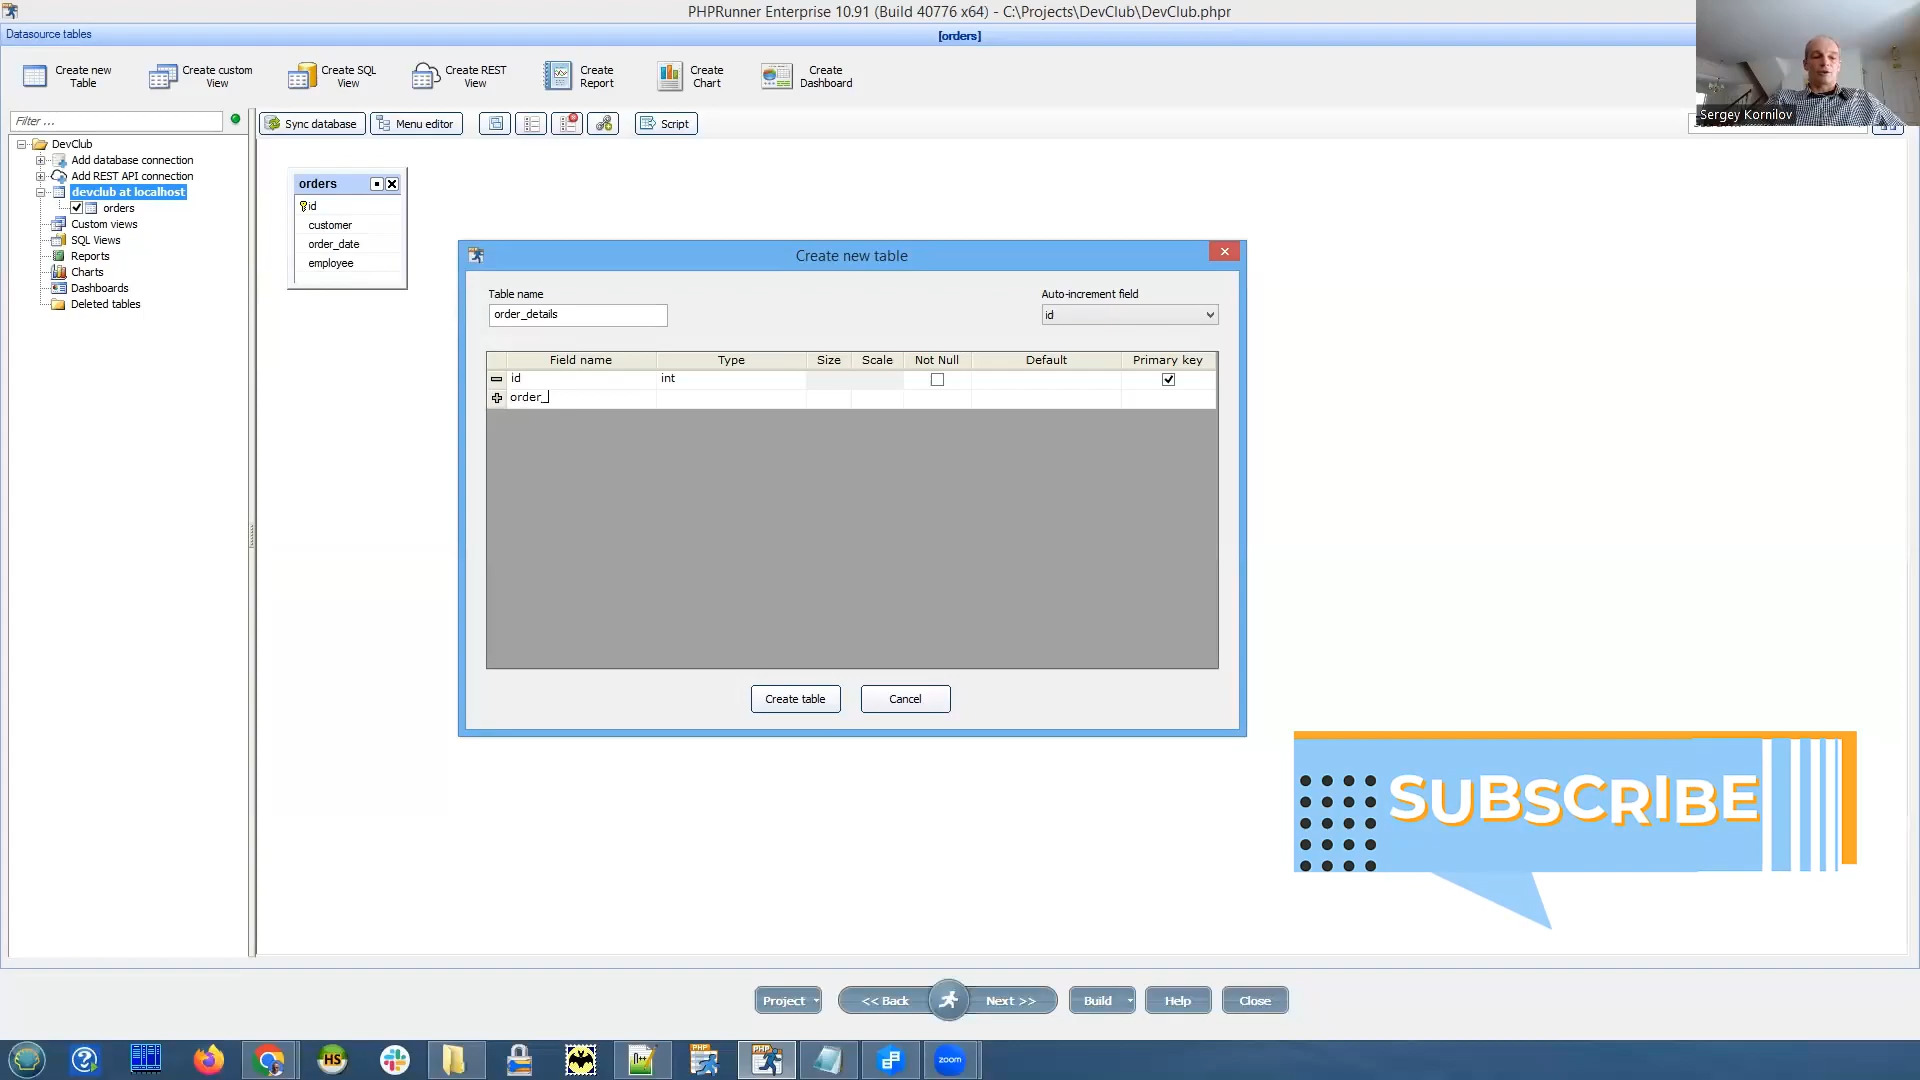 PHPRunner Enterprise 10.91 (Build 40776 x64) - C:\Projects\DevClub\DevClub.phpr
Datasource tables
[orders]
Create new Table
Create custom View
Create SQL View
Create REST View
Create Report
Create Chart
Create Dashboard
Sergey Kornilov
Filter ...
Sync database
Menu editor
Script
DevClub
Add database connection
Add REST API connection
devclub at localhost
orders
Custom views
SQL Views
Reports
Charts
Dashboards
Deleted tables
orders
id
customer
order_date
employee
Create new table
Table name
Auto-increment field
order_details
id
Field name Type Size Scale Not Null Default Primary key
id int
order_
Create table
Cancel
SUBSCRIBE
Project
<< Back
Next >>
Build
Help
Close
HS
n++
PHP
PHP
zoom